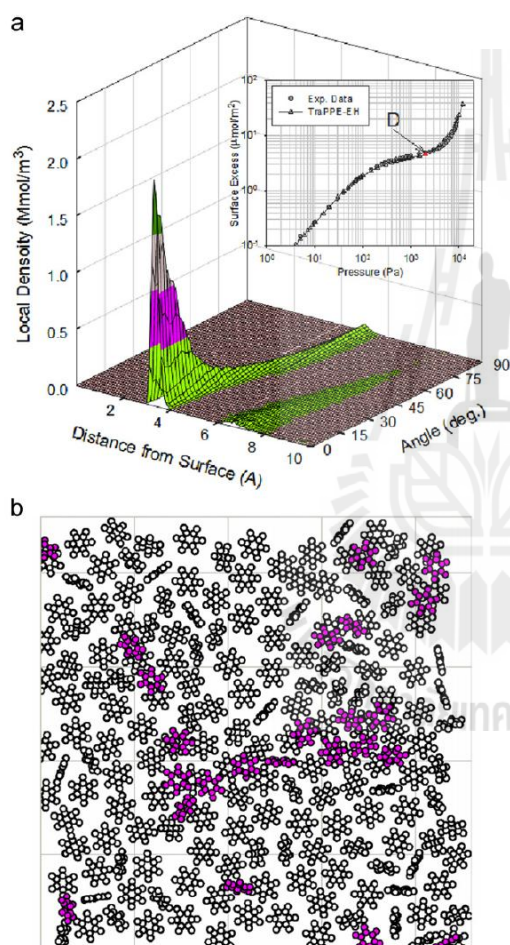 a
Local Densoity (Mmol/m³)
2.5
2.0
1.5
1.0
0.5
0.0
2
4
6
8
10
Distance from Surface (A)
0
15
30
45
60
75
90
Angle (deg.)
Surface Excess (µmol/m²)
10²
10¹
10⁰
10⁻¹
Exp. Data
TraPPE-EH
D
10⁰ 10¹ 10² 10³ 10⁴
Pressure (Pa)
b